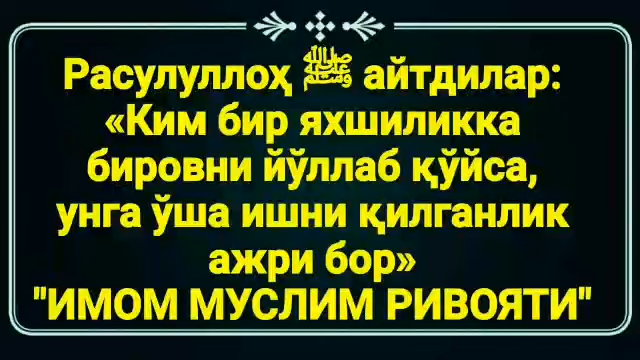 Расулуллоҳ ﷺ айтдилар:
«Ким бир яхшиликка
бировни йўллаб қўйса,
унга ўша ишни қилганлик
ажри бор»
"ИМОМ МУСЛИМ РИВОЯТИ"